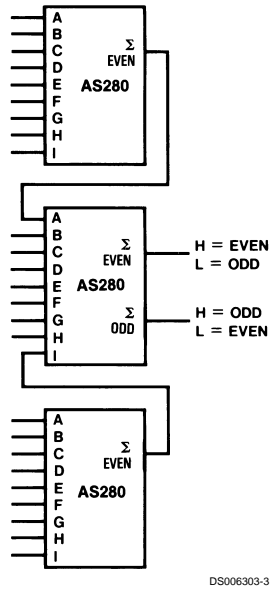 A
B
C
D
E
F
G
H
I
Σ
EVEN
AS280
A
B
C
D
E
F
G
H
I
Σ
EVEN
AS280
Σ
ODD
H = EVEN
L = ODD
H = ODD
L = EVEN
A
B
C
D
E
F
G
H
I
Σ
EVEN
AS280
DS006303-3